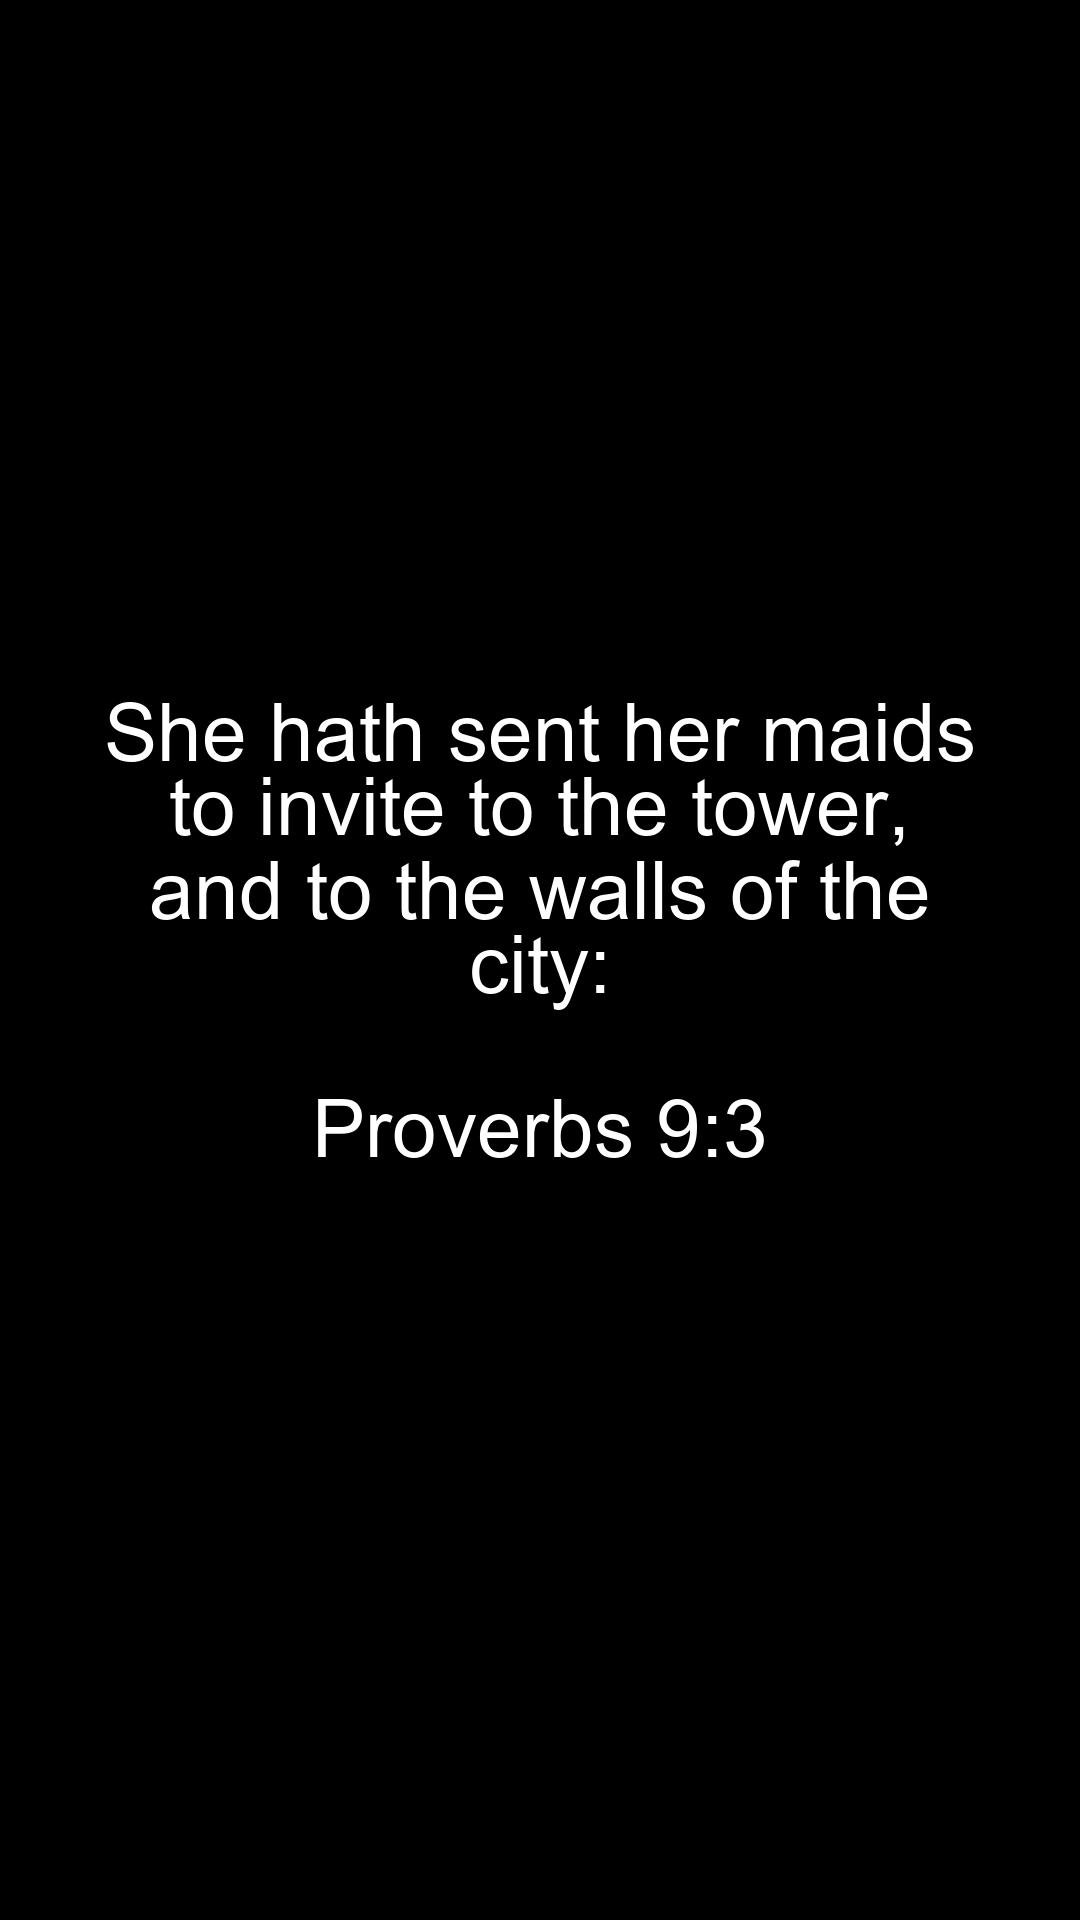 She hath sent her maids
to invite to the tower,
and to the walls of the
city:
Proverbs 9:3